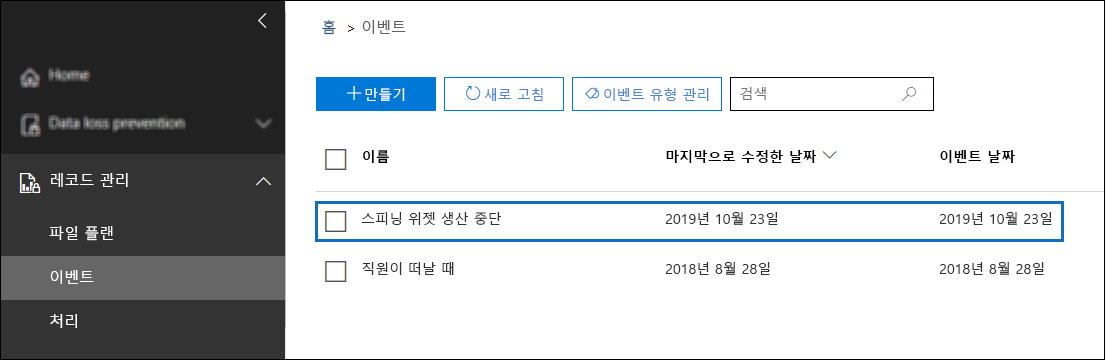 홈 > 이벤트
Home
Data loss prevention
레코드 관리
파일 플랜
이벤트
처리
만들기 새로 고침 이벤트 유형 관리 검색
이름 마지막으로 수정한 날짜 이벤트 날짜
스피닝 위젯 생산 중단 2019년 10월 23일 2019년 10월 23일
직원이 떠날 때 2018년 8월 28일 2018년 8월 28일